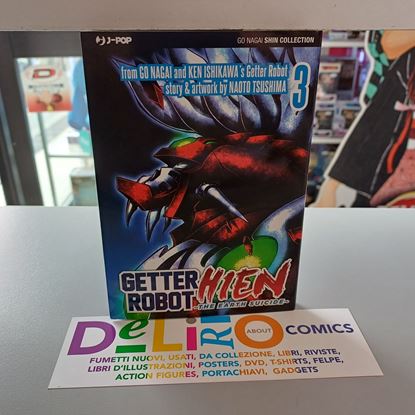 J-POP
GO NAGAI SHIN COLLECTION
from GO NAGAI and KEN ISHIKAWA's Getter Robot
story & artwork by NAOTO TSUSHIMA
3
GETTER
ROBOT HIEN
~THE EARTH SUICIDE~
DeLiRiO ABOUT COMICS
FUMETTI NUOVI, USATI, DA COLLEZIONE, LIBRI, RIVISTE,
LIBRI D'ILLUSTRAZIONI, POSTERS, DVD, T-SHIRTS, FELPE,
ACTION FIGURES, PORTACHIAVI, GADGETS